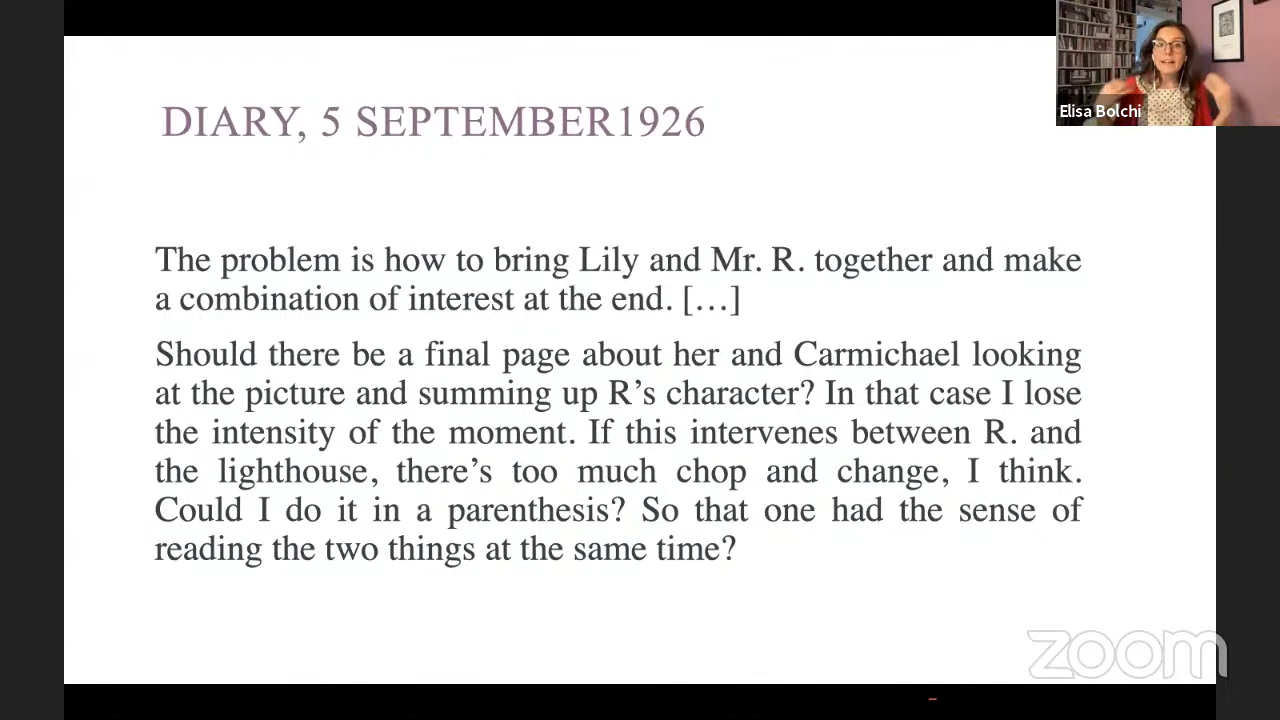 Elisa Bolchi
DIARY, 5 SEPTEMBER1926
The problem is how to bring Lily and Mr. R. together and make
a combination of interest at the end. […]
Should there be a final page about her and Carmichael looking
at the picture and summing up R’s character? In that case I lose
the intensity of the moment. If this intervenes between R. and
the lighthouse, there’s too much chop and change, I think.
Could I do it in a parenthesis? So that one had the sense of
reading the two things at the same time?
zoom